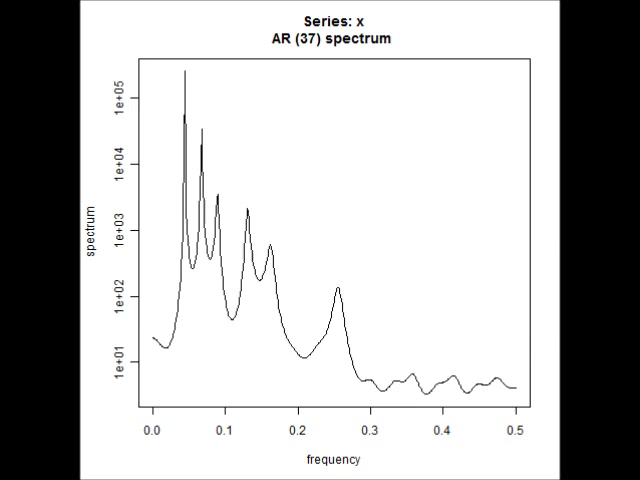 Series: x
AR (37) spectrum
1e+05
1e+04
1e+03
1e+02
1e+01
spectrum
0.0 0.1 0.2 0.3 0.4 0.5
frequency